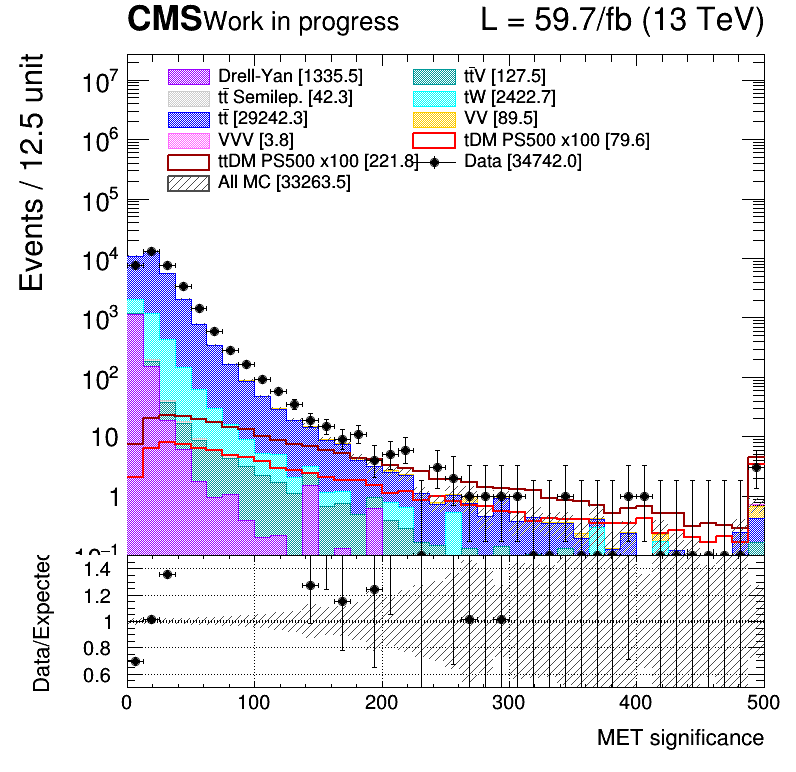 CMS Work in progress L = 59.7/fb (13 TeV)
Events / 12.5 unit
10⁷
10⁶
10⁵
10⁴
10³
10²
10
1
10⁻¹
Drell-Yan [1335.5] tt̄V [127.5]
tt̄ Semilep. [42.3] tW [2422.7]
tt̄ [29242.3] VV [89.5]
VVV [3.8] tDM PS500 x100 [79.6]
ttDM PS500 x100 [221.8] Data [34742.0]
All MC [33263.5]
Data/Expected
1.4
1.2
1
0.8
0.6
0 100 200 300 400 500
MET significance